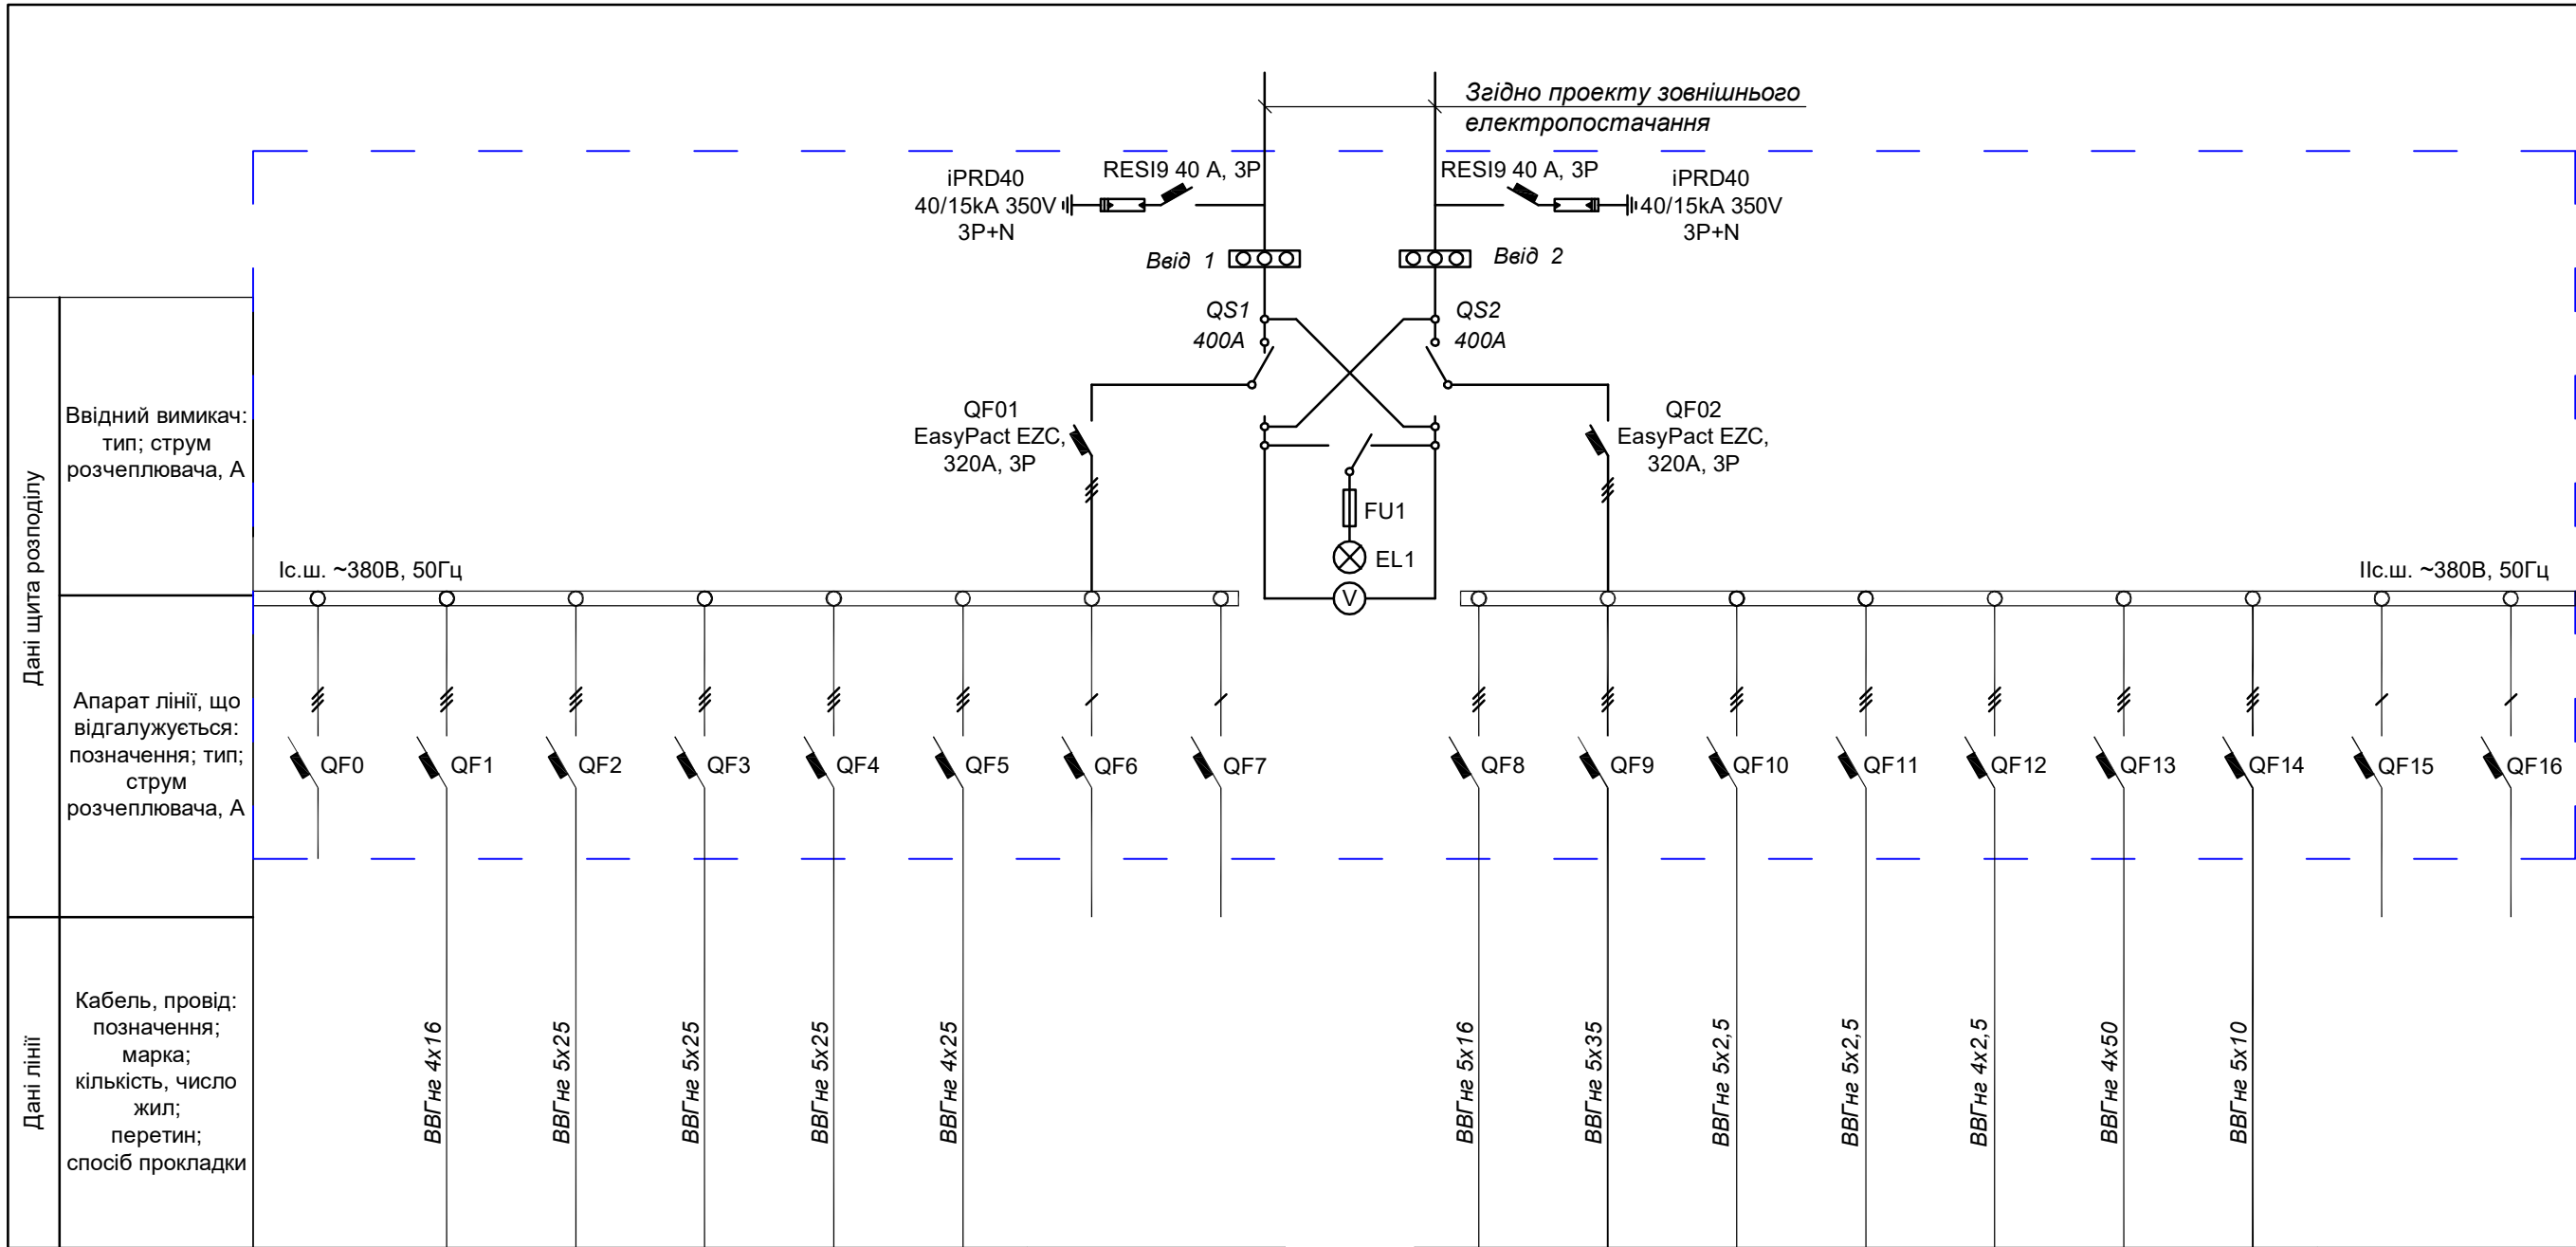 Згідно проекту зовнішнього
електропостачання
iPRD40
40/15kA 350V
3P+N
RESI9 40 A, 3P
RESI9 40 A, 3P
iPRD40
40/15kA 350V
3P+N
Ввід 1
Ввід 2
QS1
400A
QS2
400A
QF01
EasyPact EZC,
320A, 3P
QF02
EasyPact EZC,
320A, 3P
FU1
EL1
V
Дані щита розподілу
Ввідний вимикач:
тип; струм
розчеплювача, А
Іс.ш. ~380В, 50Гц
ІІс.ш. ~380В, 50Гц
Апарат лінії, що
відгалужується:
позначення; тип;
струм
розчеплювача, А
QF0
QF1
QF2
QF3
QF4
QF5
QF6
QF7
QF8
QF9
QF10
QF11
QF12
QF13
QF14
QF15
QF16
Дані лінії
Кабель, провід:
позначення;
марка;
кількість, число
жил;
перетин;
спосіб прокладки
ВВГнг 4х16
ВВГнг 5х25
ВВГнг 5х25
ВВГнг 5х25
ВВГнг 4х25
ВВГнг 5х16
ВВГнг 5х35
ВВГнг 5х2,5
ВВГнг 5х2,5
ВВГнг 4х2,5
ВВГнг 4х50
ВВГнг 5х10